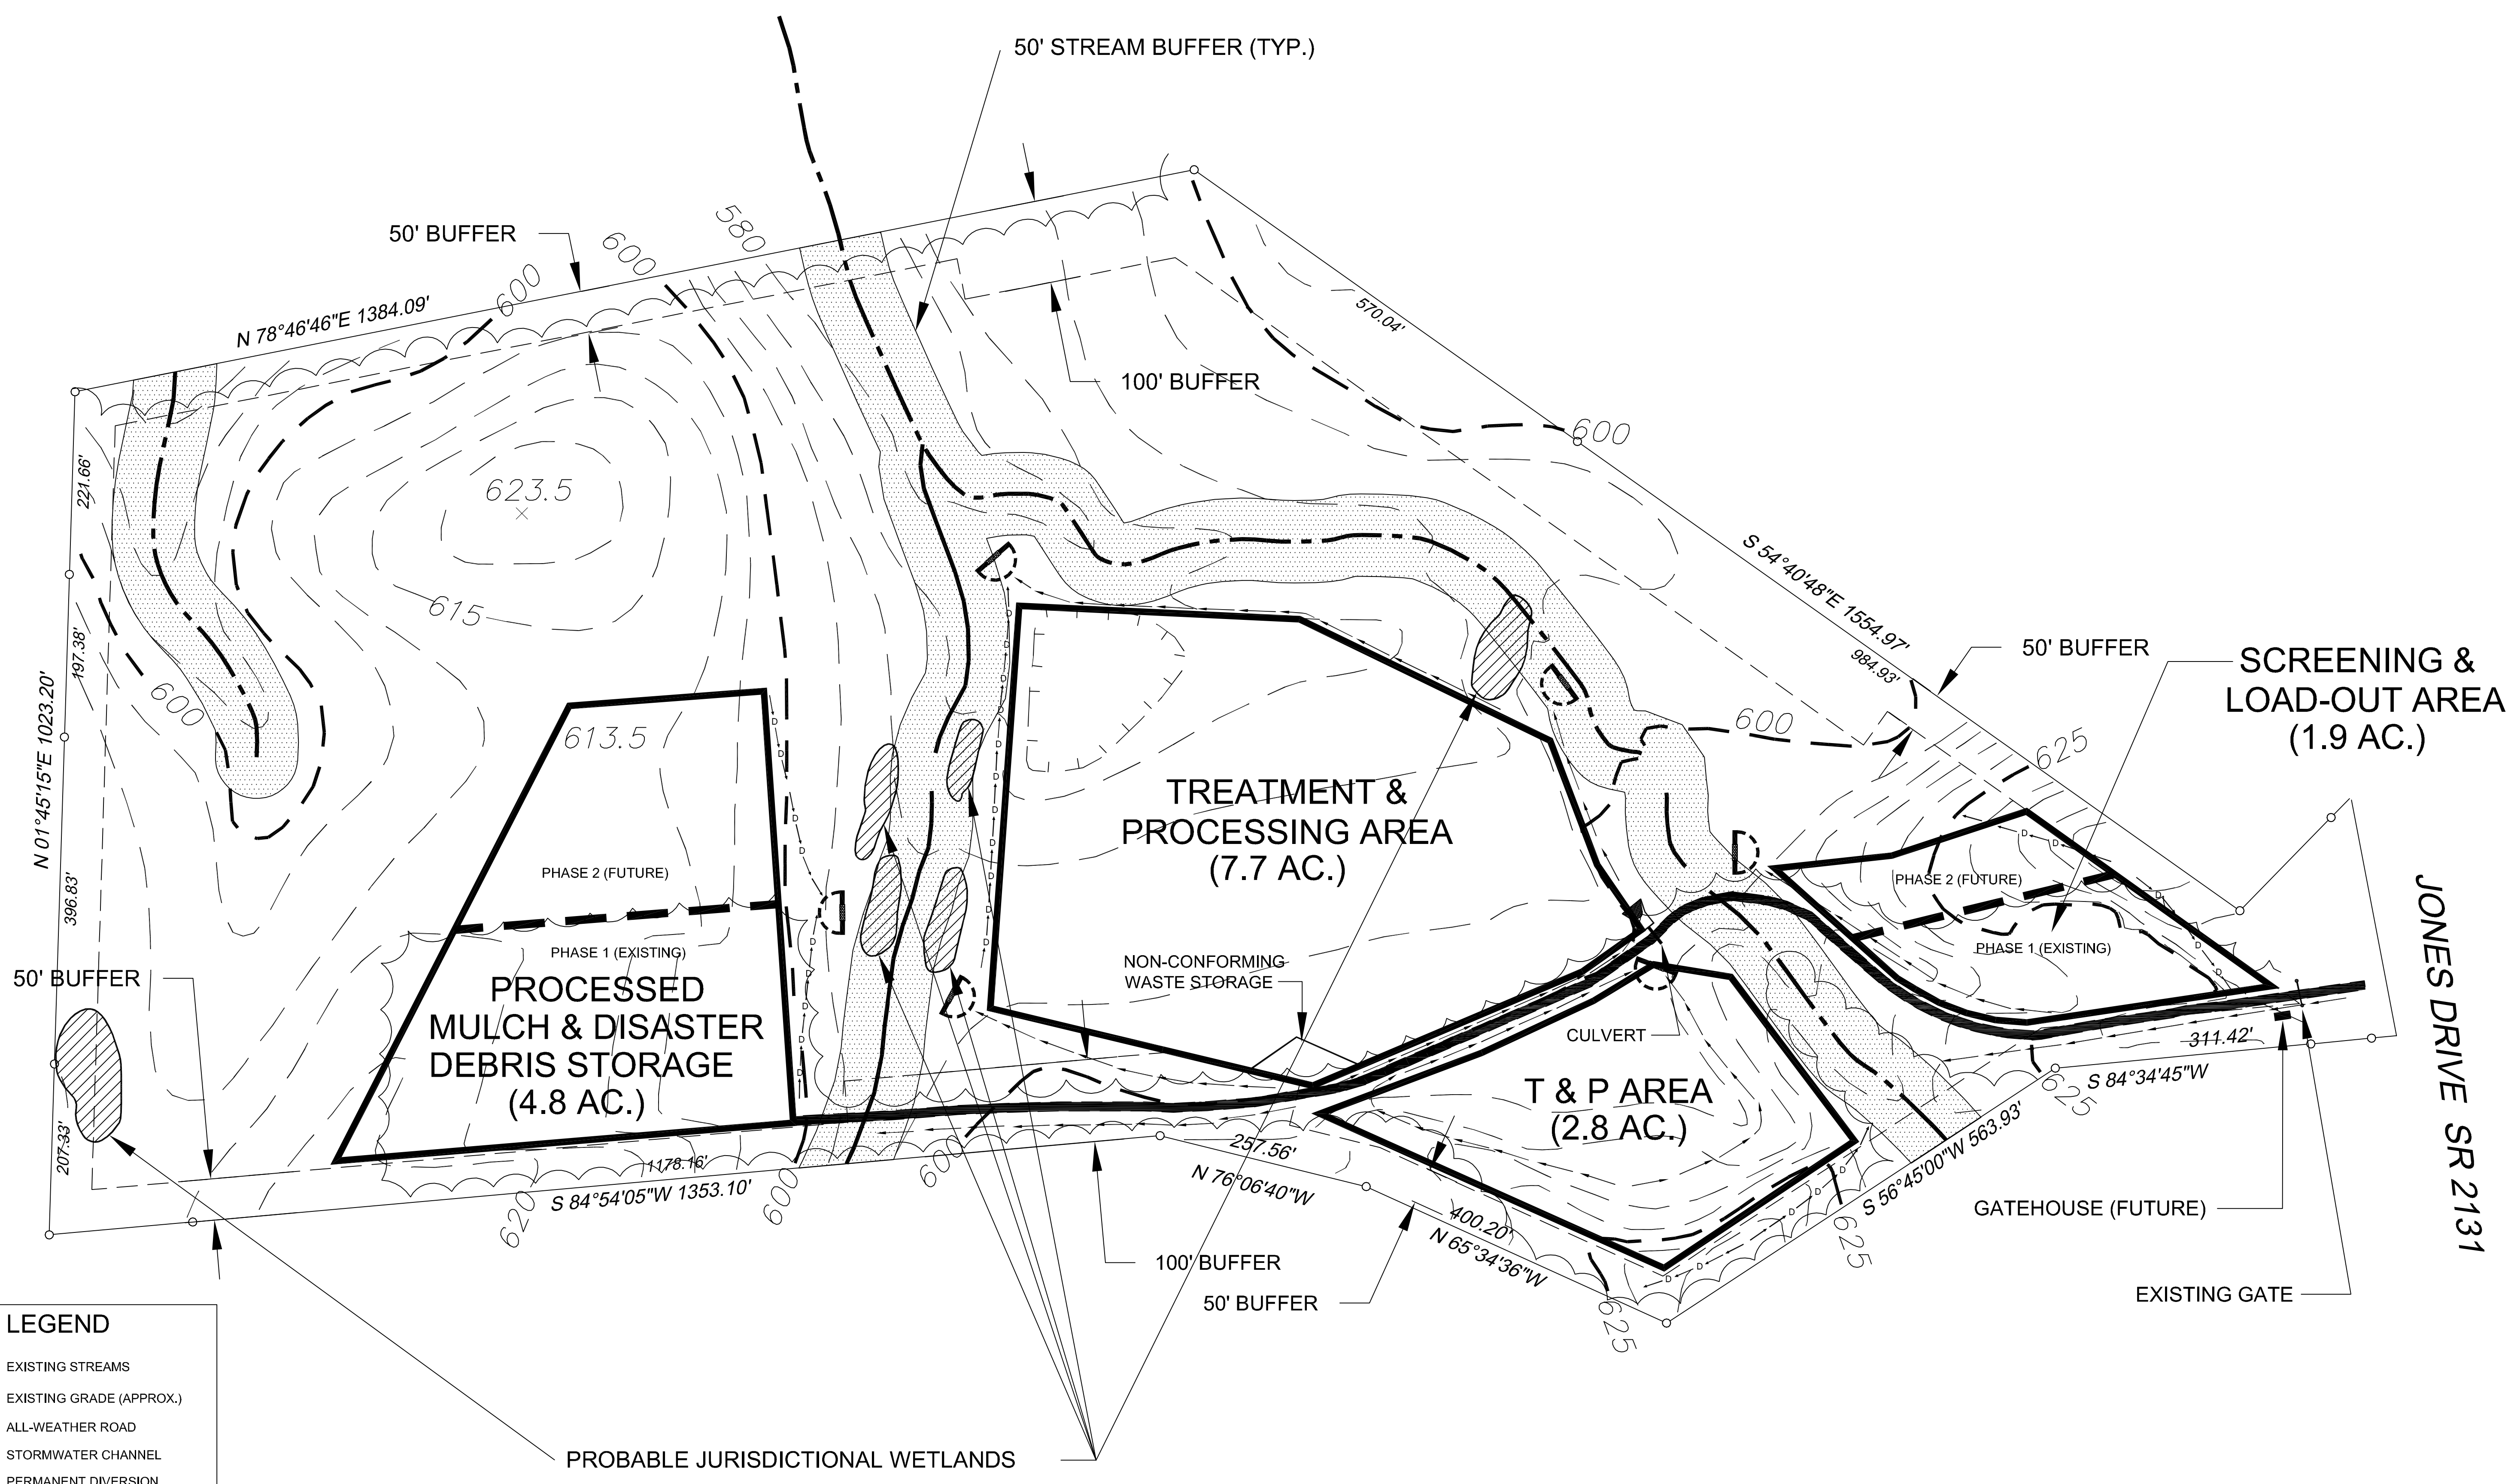 50' STREAM BUFFER (TYP.)
50' BUFFER
580
600
600
N 78°46'46"E 1384.09'
570.04'
100' BUFFER
600
221.66'
623.5
615
197.38'
600
N 01°45'15"E 1023.20'
S 54°40'48"E 1554.97'
984.93'
50' BUFFER
SCREENING &
LOAD-OUT AREA
(1.9 AC.)
600
625
613.5
TREATMENT &
PROCESSING AREA
(7.7 AC.)
PHASE 2 (FUTURE)
PHASE 2 (FUTURE)
396.83'
PHASE 1 (EXISTING)
PHASE 1 (EXISTING)
50' BUFFER
PROCESSED
MULCH & DISASTER
DEBRIS STORAGE
(4.8 AC.)
NON-CONFORMING
WASTE STORAGE
CULVERT
JONES DRIVE SR 2131
311.42'
S 84°34'45"W
625
T & P AREA
(2.8 AC.)
207.33'
1178.16'
S 84°54'05"W 1353.10'
620
600
600
257.56'
N 76°06'40"W
400.20'
N 65°34'36"W
S 56°45'00"W 563.93'
625
625
GATEHOUSE (FUTURE)
100' BUFFER
50' BUFFER
EXISTING GATE
LEGEND
EXISTING STREAMS
EXISTING GRADE (APPROX.)
ALL-WEATHER ROAD
STORMWATER CHANNEL
PERMANENT DIVERSION
PROBABLE JURISDICTIONAL WETLANDS